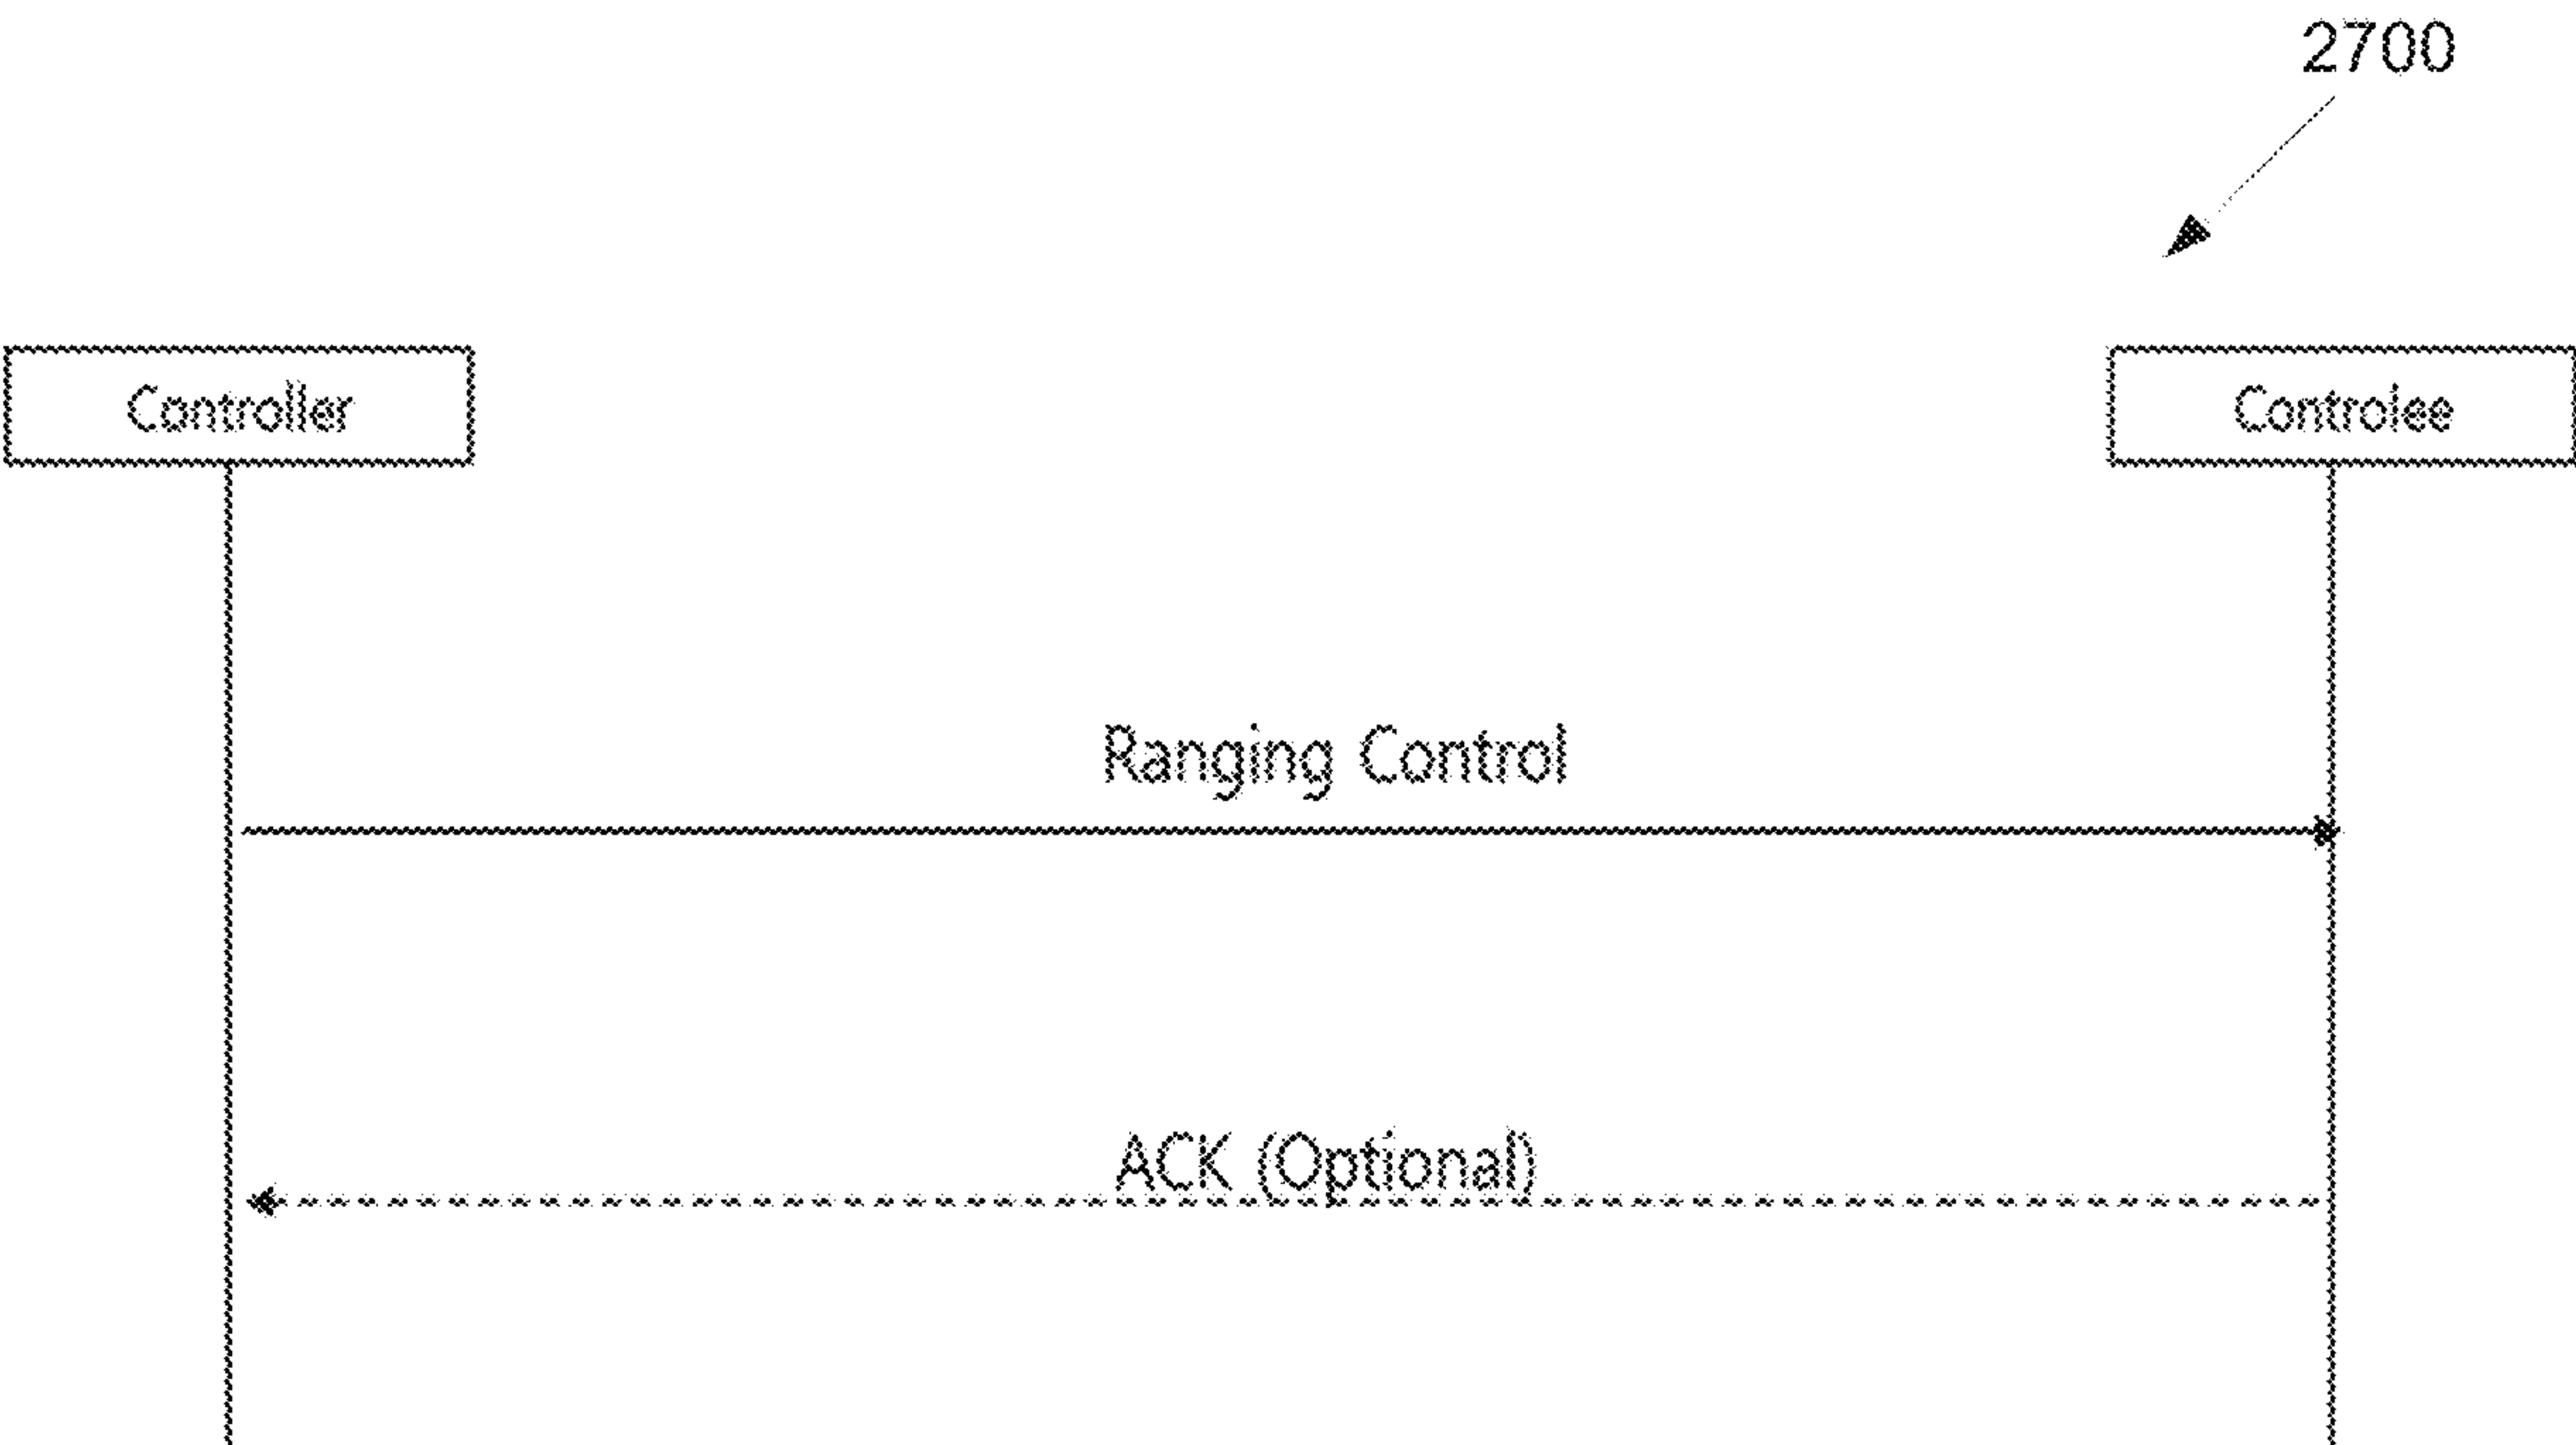 2700
Controller
Controlee
Ranging Control
ACK (Optional)